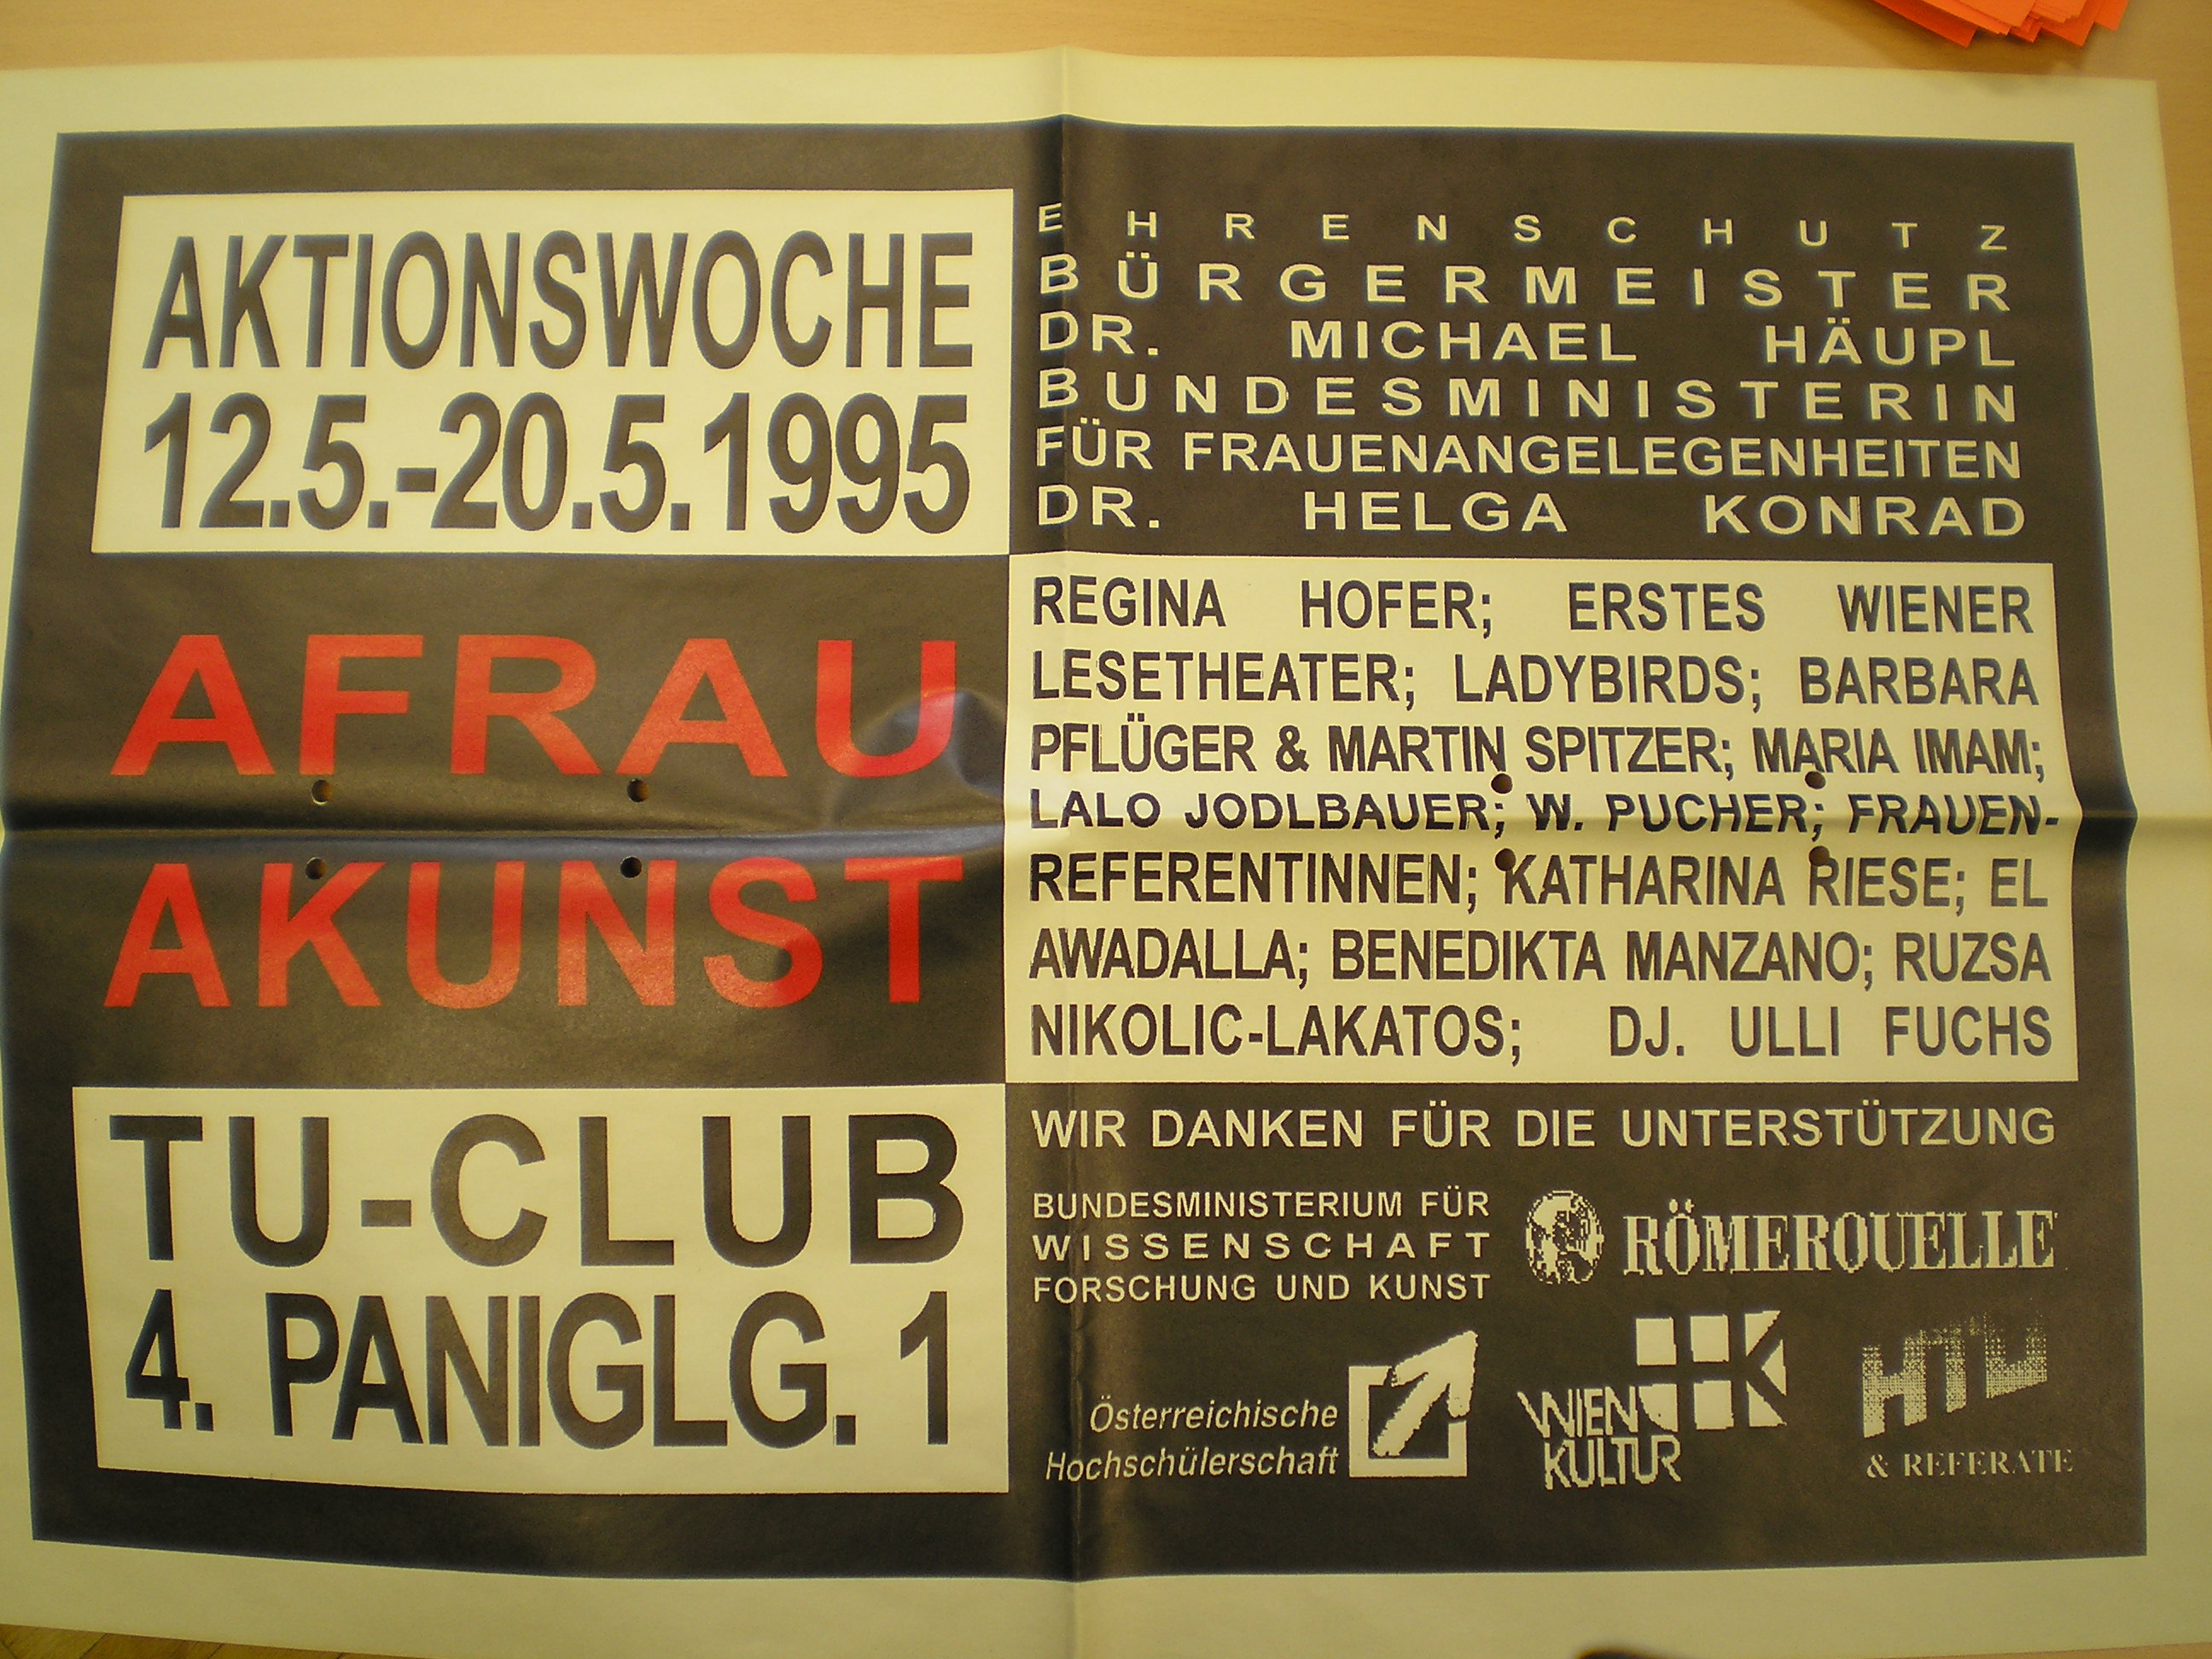 AKTIONSWOCHE
12.5.-20.5.1995
AFRAU
AKUNST
TU-CLUB
4. PANIGLG. 1
EHRENSCHUTZ
BÜRGERMEISTER
DR. MICHAEL HÄUPL
BUNDESMINISTERIN
FÜR FRAUENANGELEGENHEITEN
DR. HELGA KONRAD
REGINA HOFER; ERSTES WIENER
LESETHEATER; LADYBIRDS; BARBARA
PFLÜGER & MARTIN SPITZER; MARIA IMAM;
LALO JODLBAUER; W. PUCHER; FRAUEN-
REFERENTINNEN; KATHARINA RIESE; EL
AWADALLA; BENEDIKTA MANZANO; RUZSA
NIKOLIC-LAKATOS; DJ. ULLI FUCHS
WIR DANKEN FÜR DIE UNTERSTÜTZUNG
BUNDESMINISTERIUM FÜR
WISSENSCHAFT
FORSCHUNG UND KUNST
RÖMERQUELLE
Österreichische
Hochschülerschaft
WIEN
KULTUR
HTU
& REFERATE